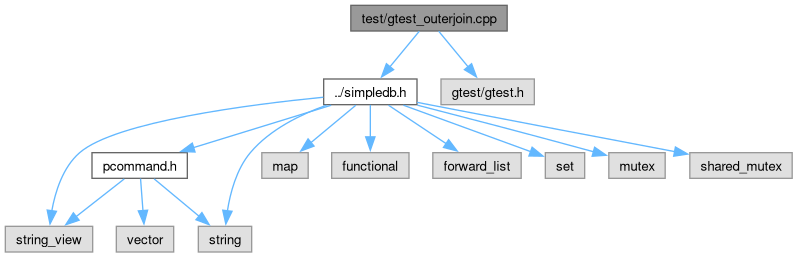 test/gtest_outerjoin.cpp
../simpledb.h
gtest/gtest.h
pcommand.h
map
functional
forward_list
set
mutex
shared_mutex
string_view
vector
string